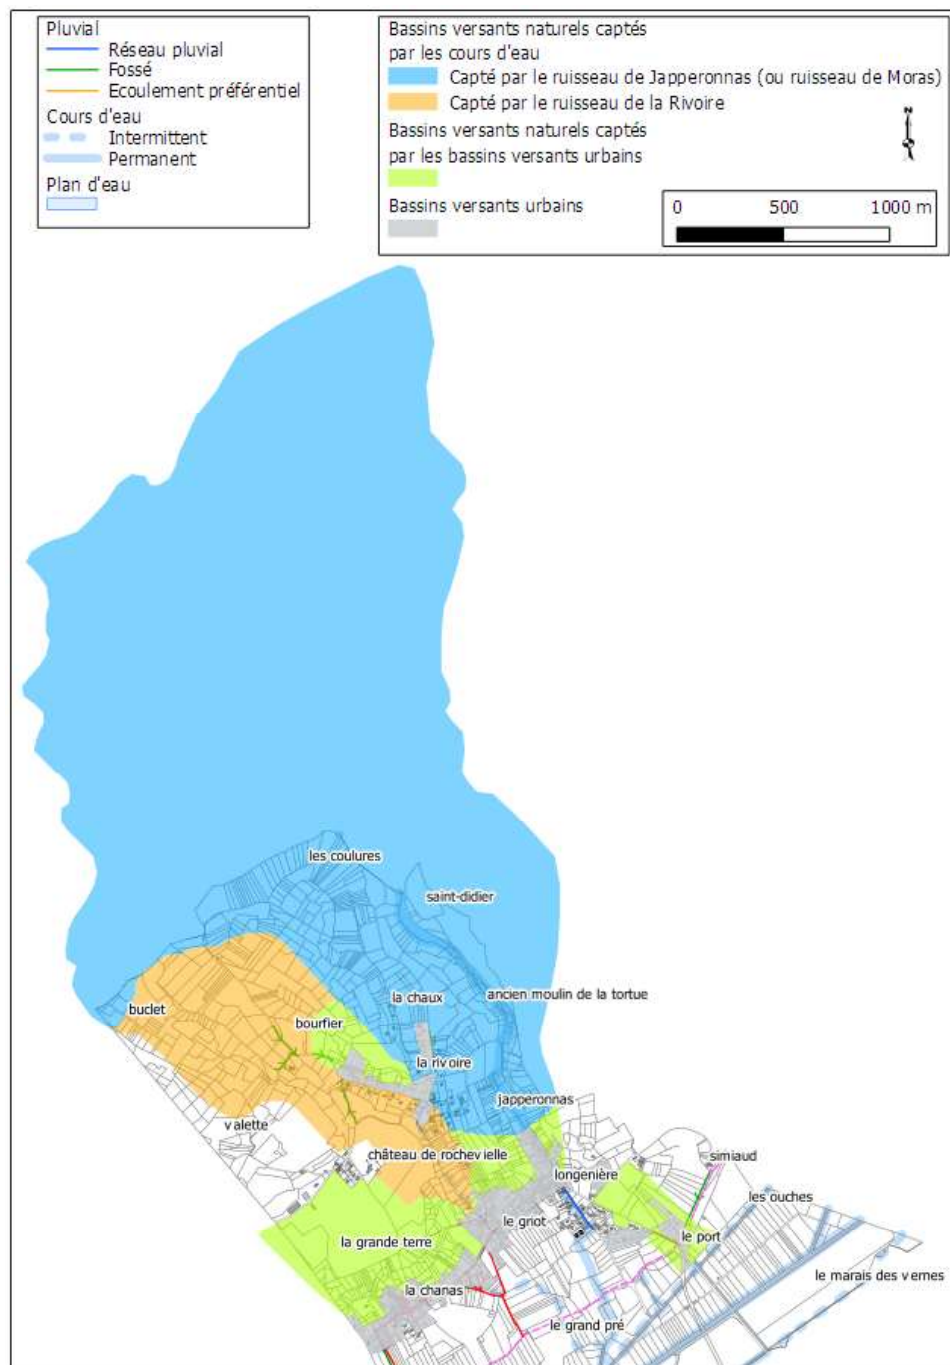 Pluvial
Réseau pluvial
Fossé
Ecoulement préférentiel
Cours d'eau
Intermittent
Permanent
Plan d'eau
Bassins versants naturels captés
par les cours d'eau
Capté par le ruisseau de Japperonnas (ou ruisseau de Moras)
Capté par le ruisseau de la Rivoire
Bassins versants naturels captés
par les bassins versants urbains
Bassins versants urbains
N
0 500 1000 m
les coulures
saint-didier
la chaux
ancien moulin de la tortue
buclet
bourfier
la rivoire
japperonnas
valette
château de rochevielle
simiaud
longenière
les ouches
le griot
le port
la grande terre
le marais des vernes
la chanas
le grand pré